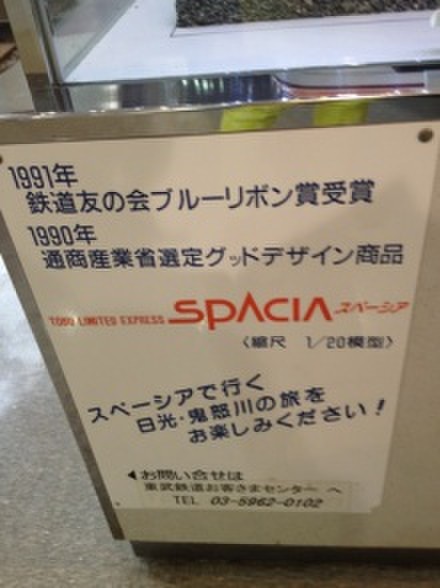 1991年
鉄道友の会ブルーリボン賞受賞
1990年
通商産業省選定グッドデザイン商品
TOBU LIMITED EXPRESS SPACIA スペーシア
〈縮尺 1/20模型〉
スペーシアで行く
日光・鬼怒川の旅を
お楽しみください！
◀お問い合せは
東武鉄道お客さまセンター へ
TEL 03-5962-0102